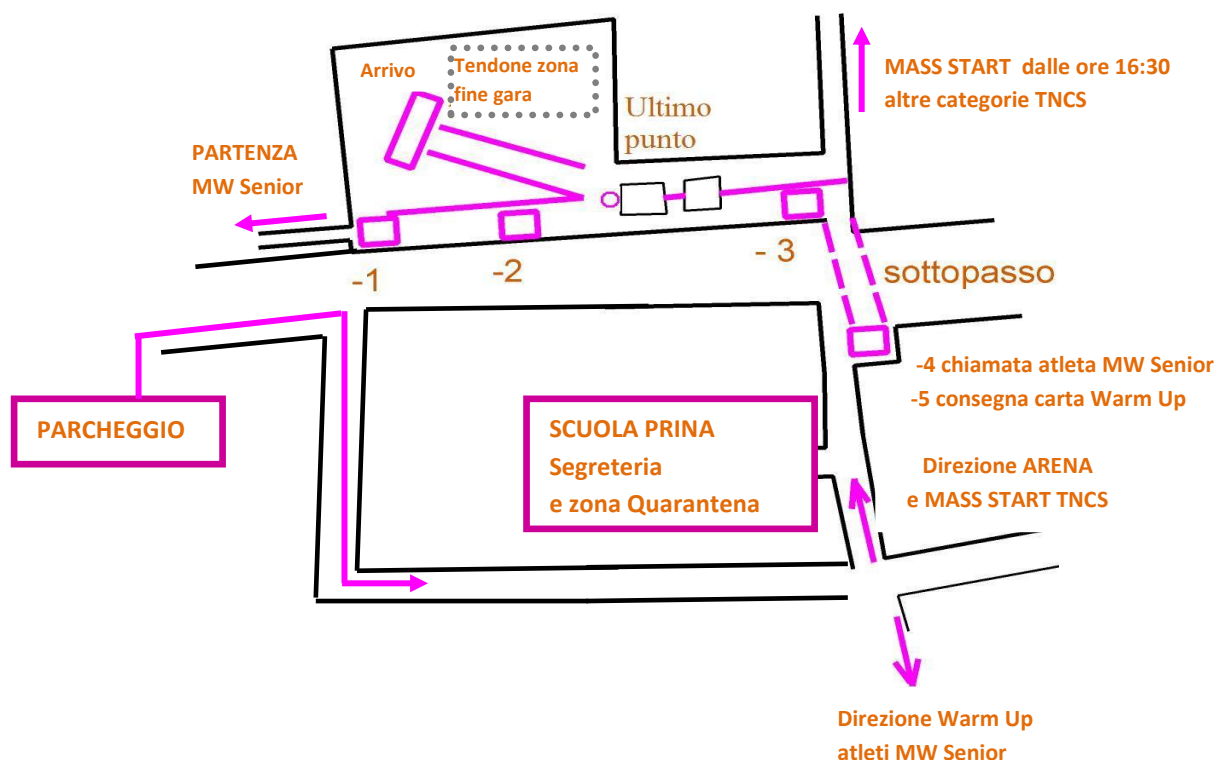 Arrivo
Tendone zona
fine gara
Ultimo
punto
MASS START dalle ore 16:30
altre categorie TNCS
PARTENZA
MW Senior
-1
-2
- 3
sottopasso
-4 chiamata atleta MW Senior
-5 consegna carta Warm Up
PARCHEGGIO
SCUOLA PRINA
Segreteria
e zona Quarantena
Direzione ARENA
e MASS START TNCS
Direzione Warm Up
atleti MW Senior